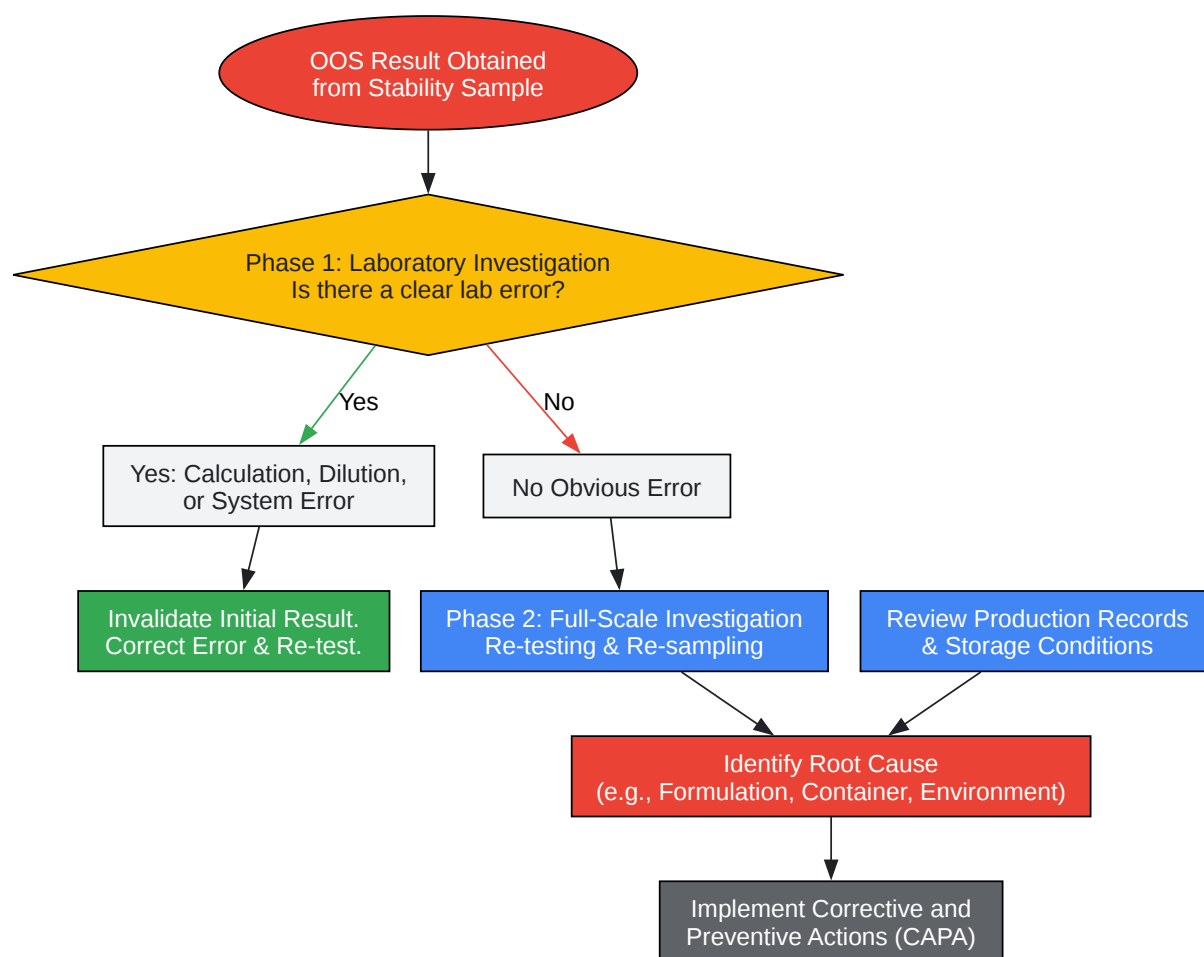 OOS Result Obtained
from Stability Sample
Phase 1: Laboratory Investigation
Is there a clear lab error?
Yes
No
Yes: Calculation, Dilution,
or System Error
No Obvious Error
Invalidate Initial Result.
Correct Error & Re-test.
Phase 2: Full-Scale Investigation
Re-testing & Re-sampling
Review Production Records
& Storage Conditions
Identify Root Cause
(e.g., Formulation, Container, Environment)
Implement Corrective and
Preventive Actions (CAPA)